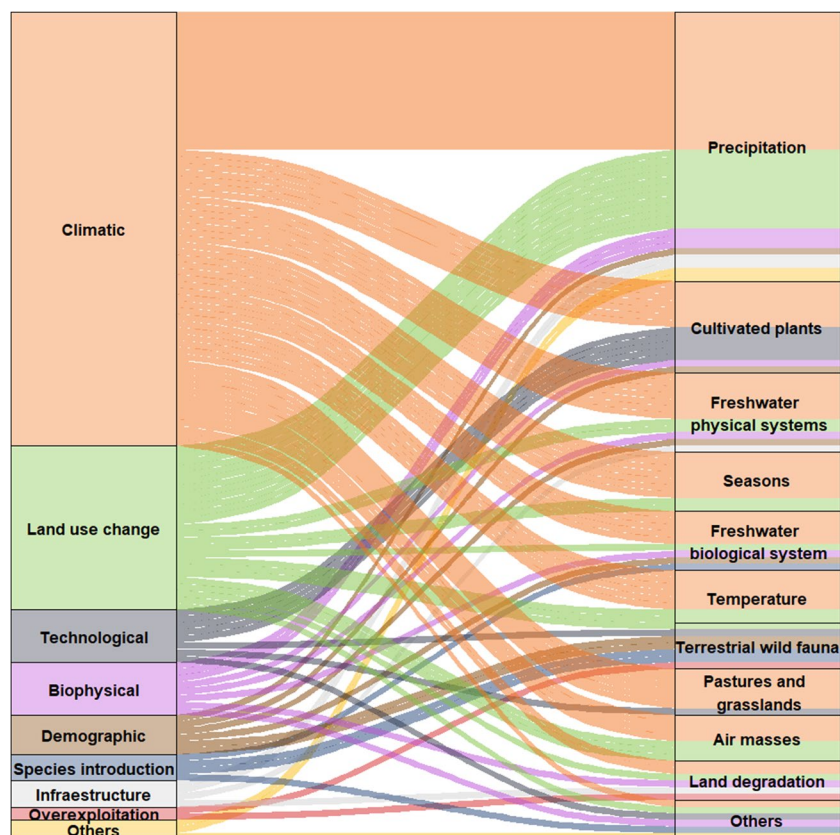 Climatic
Land use change
Technological
Biophysical
Demographic
Species introduction
Infraestructure
Overexploitation
Others
Precipitation
Cultivated plants
Freshwater
physical systems
Seasons
Freshwater
biological system
Temperature
Terrestrial wild fauna
Pastures and
grasslands
Air masses
Land degradation
Others